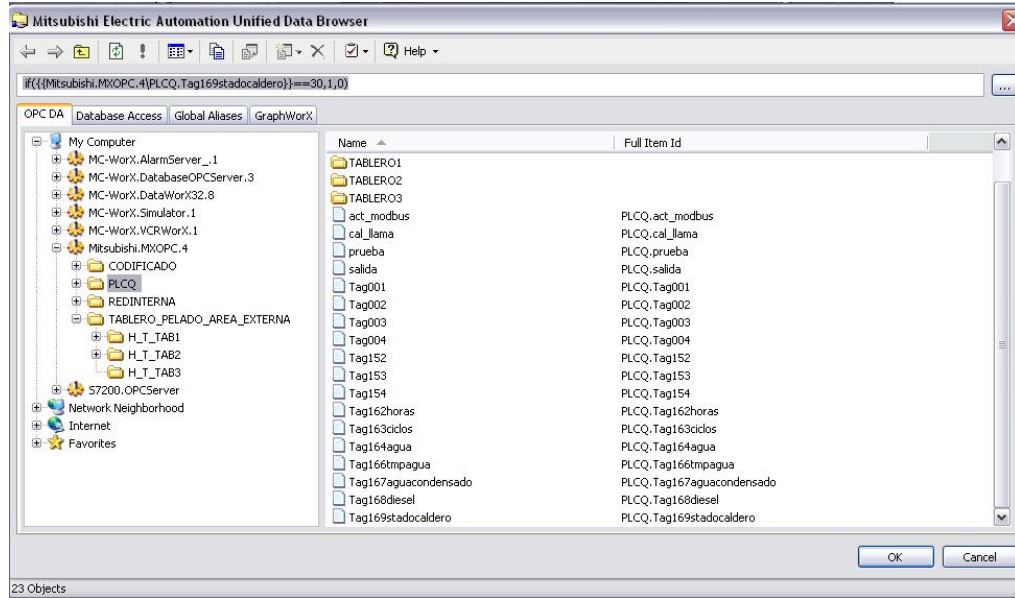 Mitsubishi Electric Automation Unified Data Browser
Help
if({{Mitsubishi.MXOPC.4\PLCQ.Tag169stadocaldero}}==30,1,0)
...
OPC DA Database Access Global Aliases GraphWorX
My Computer
MC-WorX.AlarmServer_.1
MC-WorX.DatabaseOPCServer.3
MC-WorX.DataWorX32.8
MC-WorX.Simulator.1
MC-WorX.VCRWorX.1
Mitsubishi.MXOPC.4
CODIFICADO
PLCQ
REDINTERNA
TABLERO_PELADO_AREA_EXTERNA
H_T_TAB1
H_T_TAB2
H_T_TAB3
S7200.OPCServer
Network Neighborhood
Internet
Favorites
Name Full Item Id
TABLERO1
TABLERO2
TABLERO3
act_modbus PLCQ.act_modbus
cal_llama PLCQ.cal_llama
prueba PLCQ.prueba
salida PLCQ.salida
Tag001 PLCQ.Tag001
Tag002 PLCQ.Tag002
Tag003 PLCQ.Tag003
Tag004 PLCQ.Tag004
Tag152 PLCQ.Tag152
Tag153 PLCQ.Tag153
Tag154 PLCQ.Tag154
Tag162horas PLCQ.Tag162horas
Tag163ciclos PLCQ.Tag163ciclos
Tag164agua PLCQ.Tag164agua
Tag166tmpagua PLCQ.Tag166tmpagua
Tag167aguacondensado PLCQ.Tag167aguacondensado
Tag168diesel PLCQ.Tag168diesel
Tag169stadocaldero PLCQ.Tag169stadocaldero
OK Cancel
23 Objects